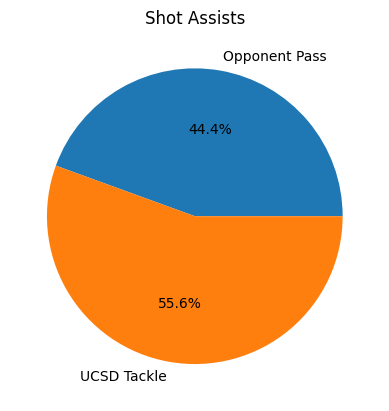 Shot Assists
Opponent Pass
44.4%
55.6%
UCSD Tackle